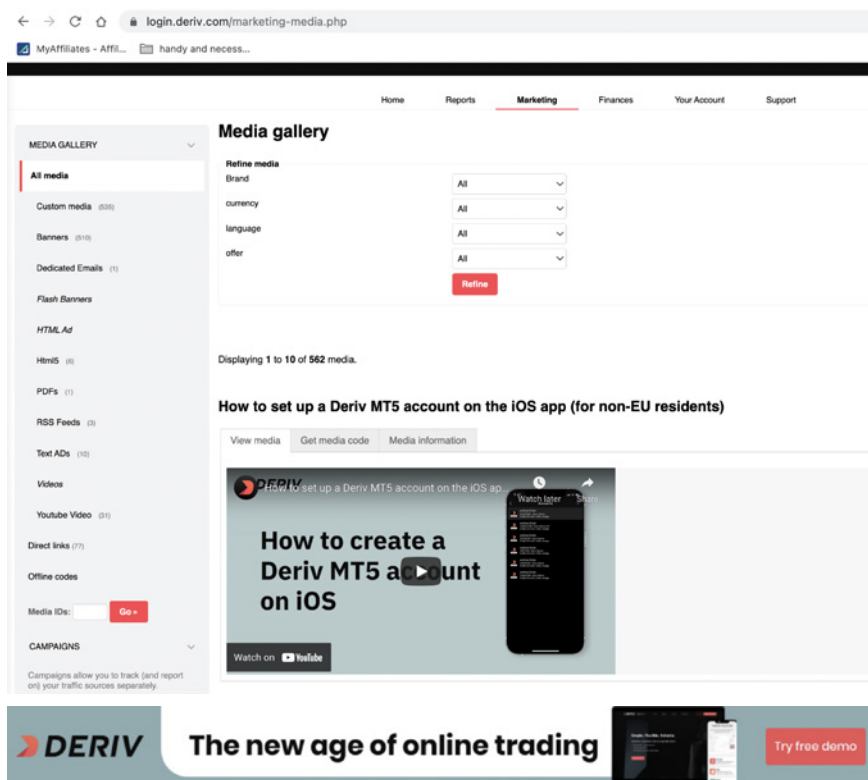 login.deriv.com/marketing-media.php
MyAffiliates - Affil... handy and necess...
Home Reports Marketing Finances Your Account Support
MEDIA GALLERY
All media
Custom media (535)
Banners (510)
Dedicated Emails (1)
Flash Banners
HTML Ad
Html5 (6)
PDFs (1)
RSS Feeds (3)
Text ADs (10)
Videos
Youtube Video (31)
Direct links (77)
Offline codes
Media IDs: Go »
CAMPAIGNS
Campaigns allow you to track (and report
on) your traffic sources separately.
Media gallery
Refine media
Brand All
currency All
language All
offer All
Refine
Displaying 1 to 10 of 562 media.
How to set up a Deriv MT5 account on the iOS app (for non-EU residents)
View media Get media code Media information
DERIV
How to set up a Deriv MT5 account on the iOS ap...
Watch later Share
How to create a
Deriv MT5 account
on iOS
Watch on YouTube
DERIV The new age of online trading Try free demo